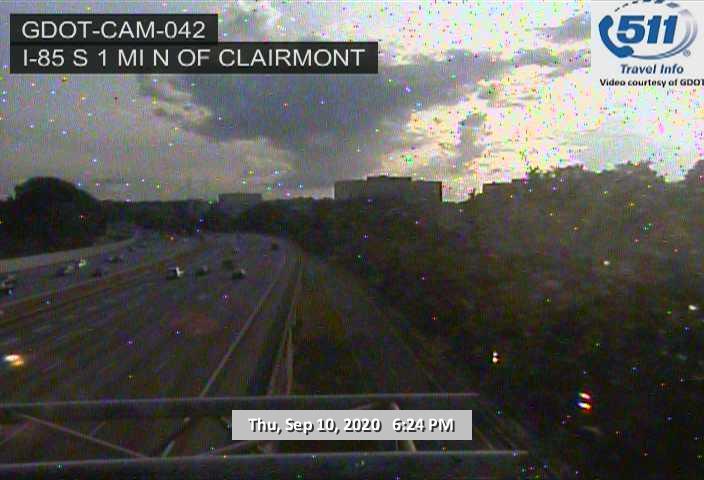 GDOT-CAM-042
I-85 S 1 MI N OF CLAIRMONT
511
Travel Info
Video courtesy of GDOT
Thu, Sep 10, 2020 6:24 PM